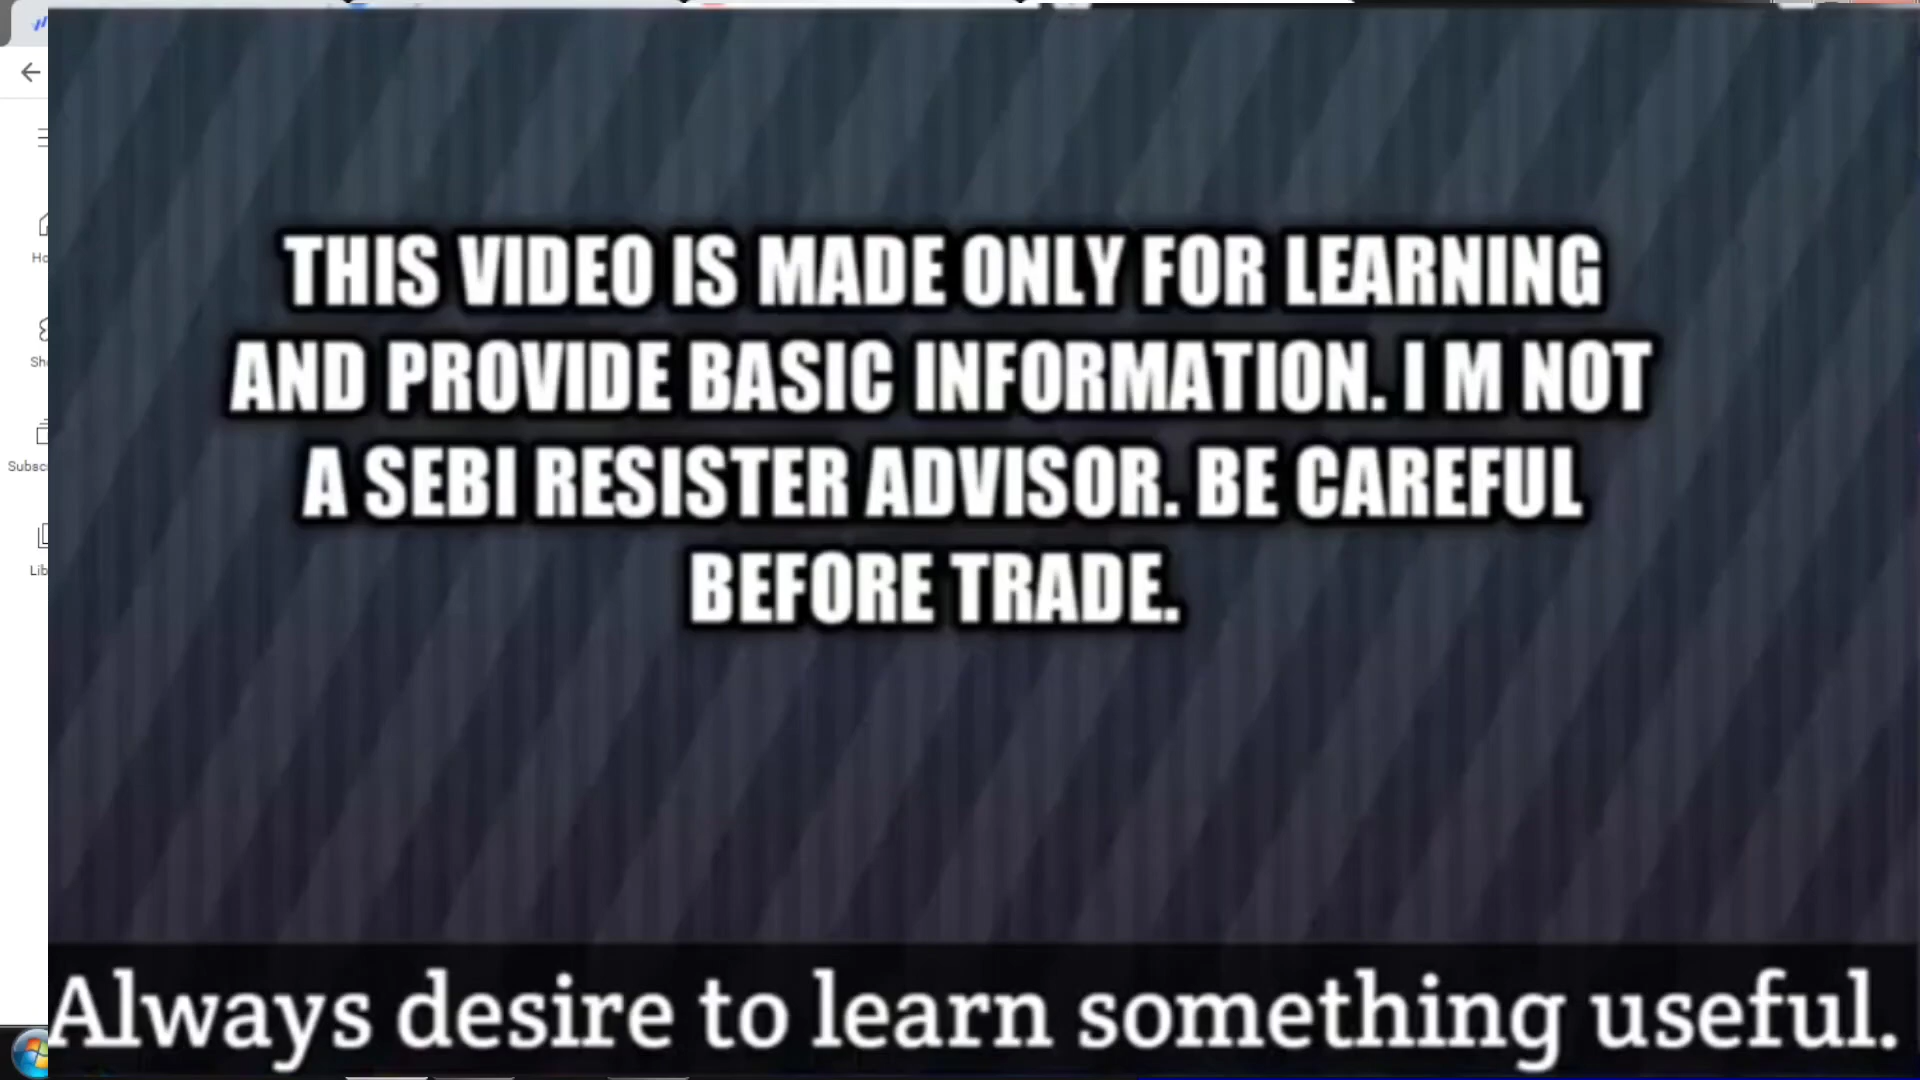 THIS VIDEO IS MADE ONLY FOR LEARNING
AND PROVIDE BASIC INFORMATION. I M NOT
A SEBI RESISTER ADVISOR. BE CAREFUL
BEFORE TRADE.
Always desire to learn something useful.